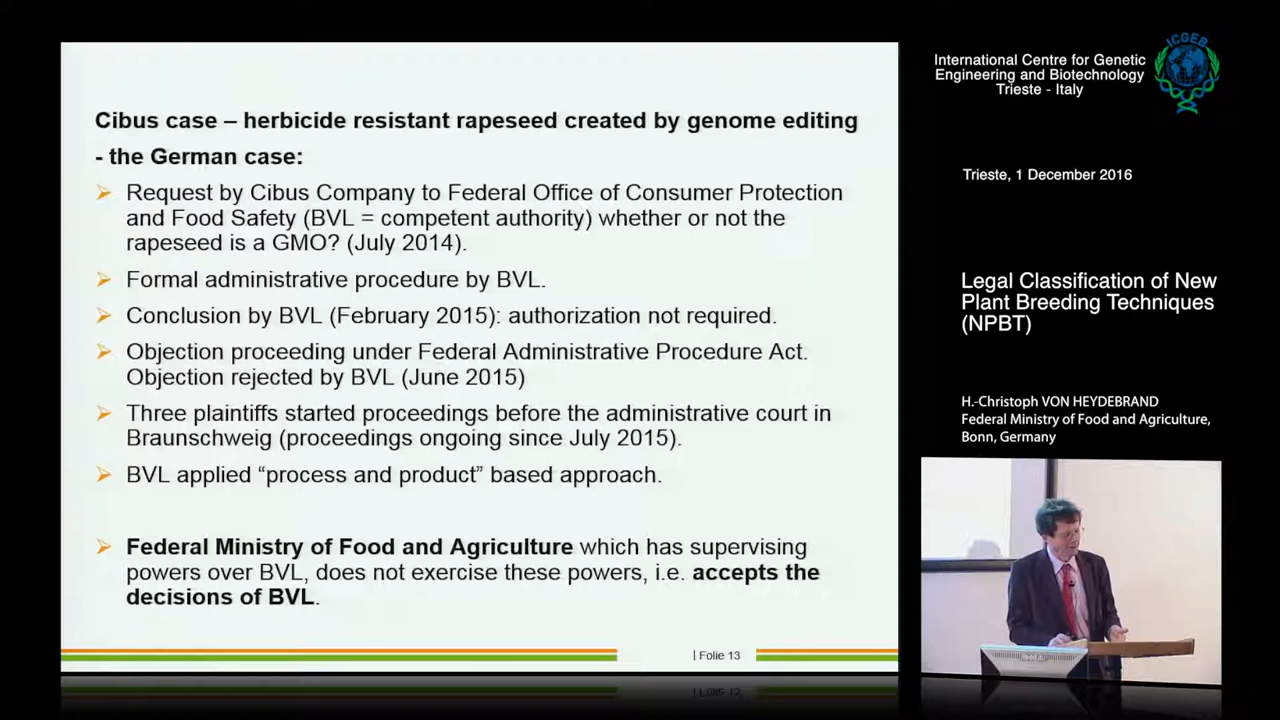 Cibus case – herbicide resistant rapeseed created by genome editing
- the German case:
Request by Cibus Company to Federal Office of Consumer Protection
and Food Safety (BVL = competent authority) whether or not the
rapeseed is a GMO? (July 2014).
Formal administrative procedure by BVL.
Conclusion by BVL (February 2015): authorization not required.
Objection proceeding under Federal Administrative Procedure Act.
Objection rejected by BVL (June 2015)
Three plaintiffs started proceedings before the administrative court in
Braunschweig (proceedings ongoing since July 2015).
BVL applied “process and product” based approach.
Federal Ministry of Food and Agriculture which has supervising
powers over BVL, does not exercise these powers, i.e. accepts the
decisions of BVL.
| Folie 13
International Centre for Genetic
Engineering and Biotechnology
Trieste - Italy
ICGEB
Trieste, 1 December 2016
Legal Classification of New
Plant Breeding Techniques
(NPBT)
H.-Christoph VON HEYDEBRAND
Federal Ministry of Food and Agriculture,
Bonn, Germany